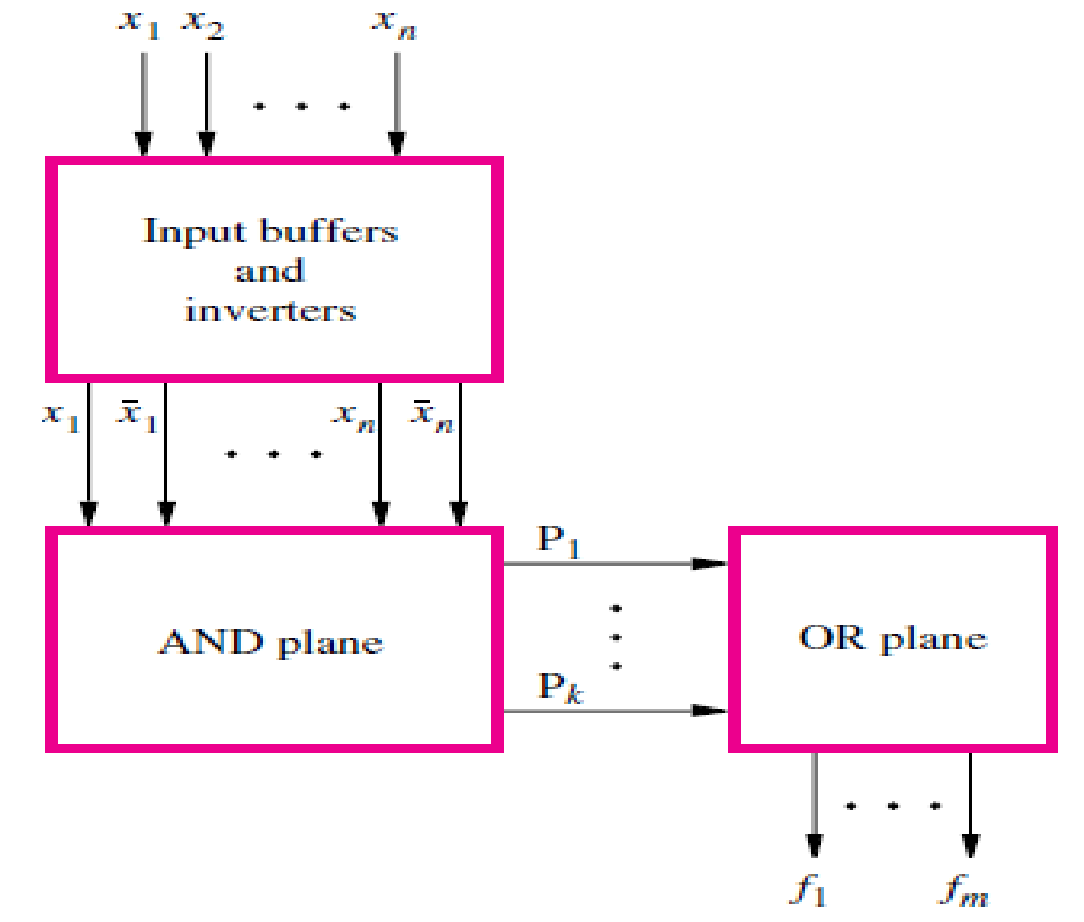 x₁ x₂ . . . xₙ
Input buffers
and
inverters
x₁ x̄₁ . . . xₙ x̄ₙ
P₁
AND plane
OR plane
Pₖ
. . .
f₁ fₘ